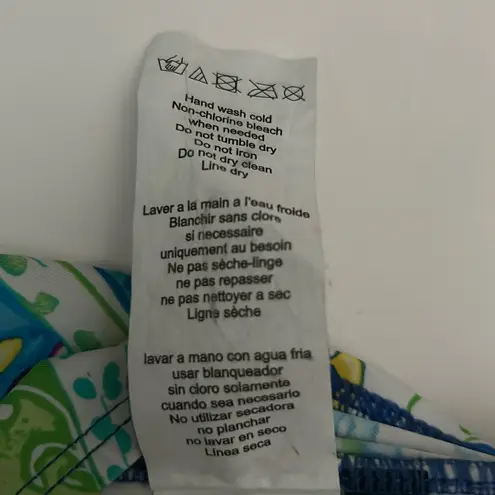 Hand wash cold
Non-chlorine bleach
when needed
Do not tumble dry
Do not iron
Do not dry clean
Line dry
Laver a la main a l'eau froide
Blanchir sans clore
si necessaire
uniquement au besoin
Ne pas sèche-linge
ne pas repasser
ne pas nettoyer a sec
Ligne sèche
lavar a mano con agua fria
usar blanqueador
sin cloro solamente
cuando sea necesario
No utilizar secadora
no planchar
no lavar en seco
Linea seca